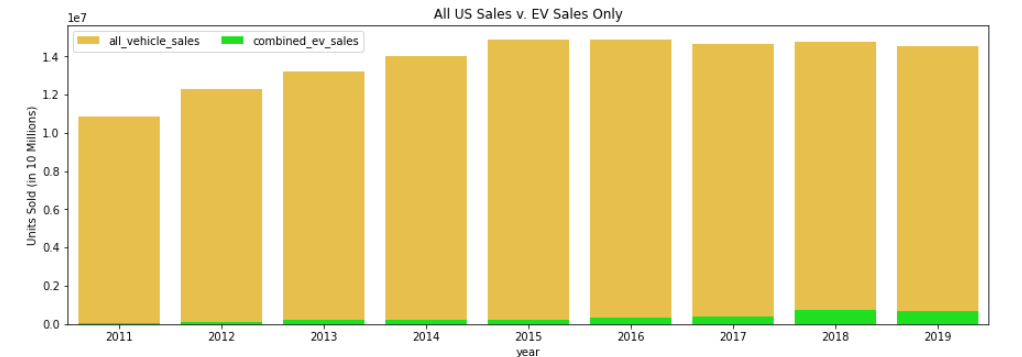 All US Sales v. EV Sales Only
1e7
all_vehicle_sales combined_ev_sales
1.4
1.2
1.0
0.8
0.6
0.4
0.2
0.0
Units Sold (in 10 Millions)
2011 2012 2013 2014 2015 2016 2017 2018 2019
year